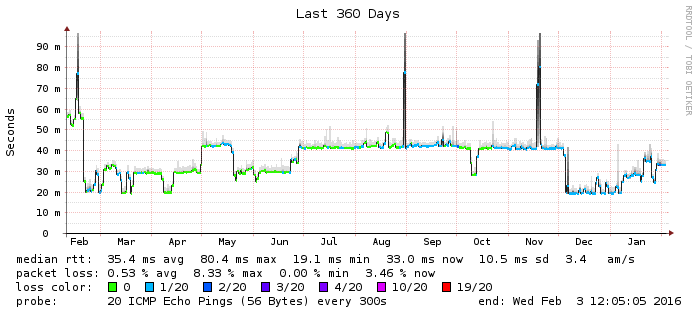 Last 360 Days
RRDTOOL / TOBI OETIKER
Seconds
90 m
80 m
70 m
60 m
50 m
40 m
30 m
20 m
10 m
0
Feb Mar Apr May Jun Jul Aug Sep Oct Nov Dec Jan
median rtt: 35.4 ms avg 80.4 ms max 19.1 ms min 33.0 ms now 10.5 ms sd 3.4 am/s
packet loss: 0.53 % avg 8.33 % max 0.00 % min 3.46 % now
loss color: 0 1/20 2/20 3/20 4/20 10/20 19/20
probe: 20 ICMP Echo Pings (56 Bytes) every 300s end: Wed Feb 3 12:05:05 2016